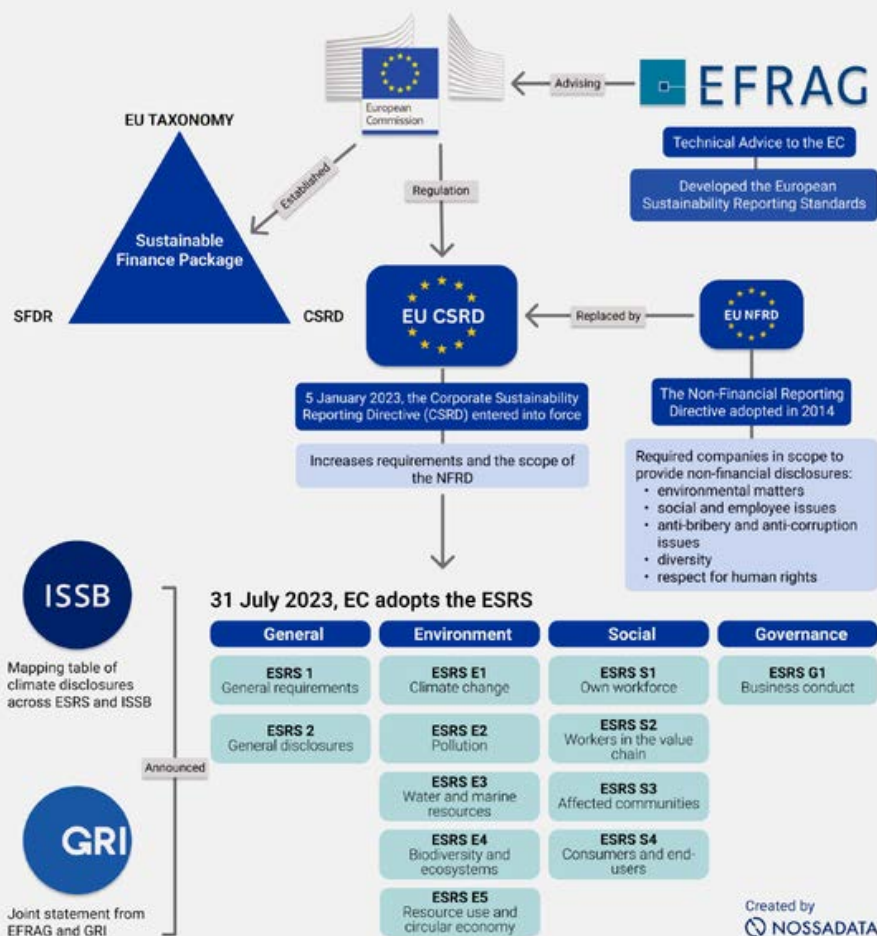 European
Commission
Advising
EFRAG
Technical Advice to the EC
Developed the European
Sustainability Reporting Standards
EU TAXONOMY
Established
Regulation
Sustainable
Finance Package
SFDR
CSRD
EU CSRD
Replaced by
EU NFRD
5 January 2023, the Corporate Sustainability
Reporting Directive (CSRD) entered into force
Increases requirements and the scope of
the NFRD
The Non-Financial Reporting
Directive adopted in 2014
Required companies in scope to
provide non-financial disclosures:
• environmental matters
• social and employee issues
• anti-bribery and anti-corruption
issues
• diversity
• respect for human rights
ISSB
Mapping table of
climate disclosures
across ESRS and ISSB
Announced
GRI
Joint statement from
EFRAG and GRI
31 July 2023, EC adopts the ESRS
General
ESRS 1
General requirements
ESRS 2
General disclosures
Environment
ESRS E1
Climate change
ESRS E2
Pollution
ESRS E3
Water and marine
resources
ESRS E4
Biodiversity and
ecosystems
ESRS E5
Resource use and
circular economy
Social
ESRS S1
Own workforce
ESRS S2
Workers in the value
chain
ESRS S3
Affected communities
ESRS S4
Consumers and end-
users
Governance
ESRS G1
Business conduct
Created by
NOSSADATA